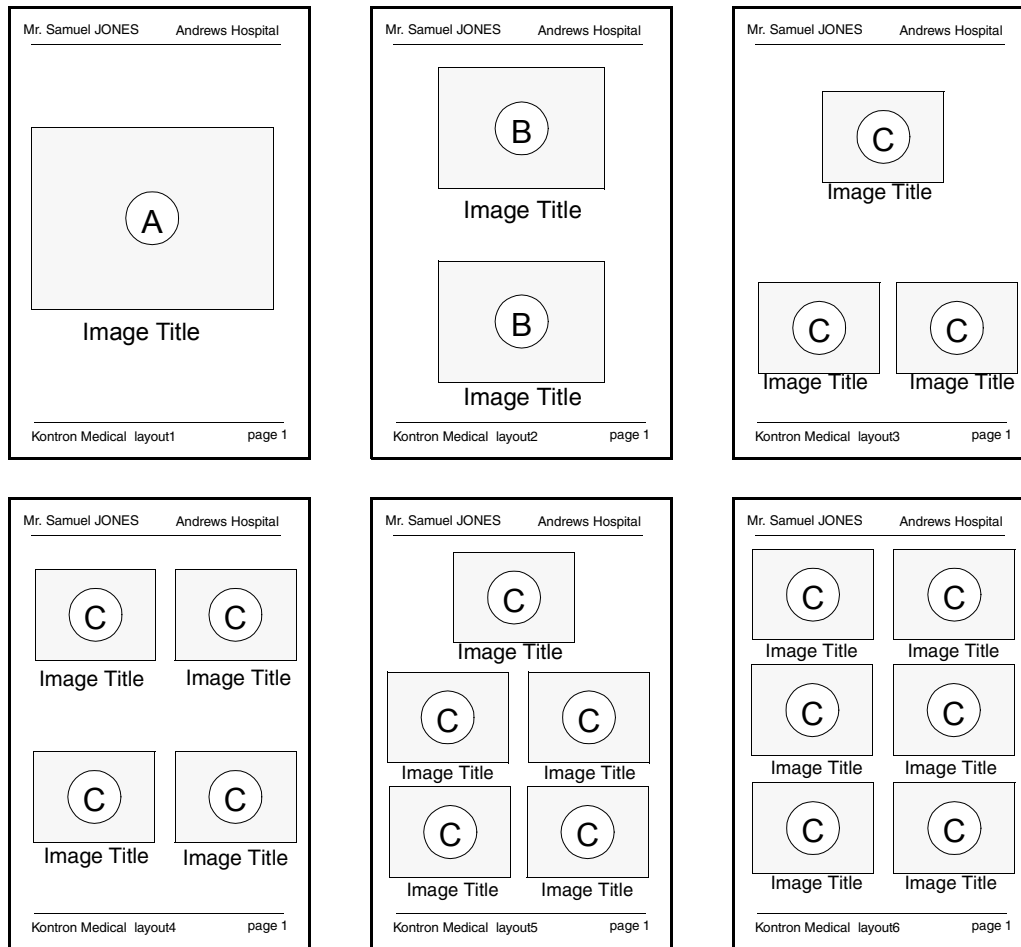 Mr. Samuel JONES Andrews Hospital
A
Image Title
Kontron Medical layout1 page 1
Mr. Samuel JONES Andrews Hospital
B
Image Title
B
Image Title
Kontron Medical layout2 page 1
Mr. Samuel JONES Andrews Hospital
C
Image Title
C C
Image Title Image Title
Kontron Medical layout3 page 1
Mr. Samuel JONES Andrews Hospital
C C
Image Title Image Title
C C
Image Title Image Title
Kontron Medical layout4 page 1
Mr. Samuel JONES Andrews Hospital
C
Image Title
C C
Image Title Image Title
C C
Image Title Image Title
Kontron Medical layout5 page 1
Mr. Samuel JONES Andrews Hospital
C C
Image Title Image Title
C C
Image Title Image Title
C C
Image Title Image Title
Kontron Medical layout6 page 1